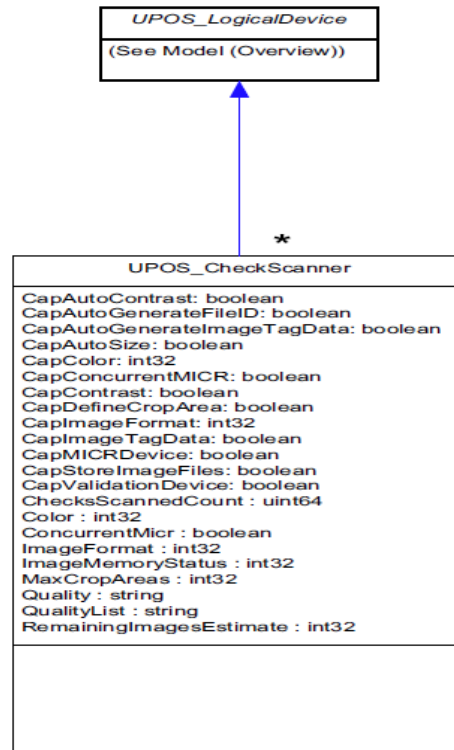 UPOS_LogicalDevice
(See Model (Overview))
*
UPOS_CheckScanner
CapAutoContrast: boolean
CapAutoGenerateFileID: boolean
CapAutoGenerateImageTagData: boolean
CapAutoSize: boolean
CapColor: int32
CapConcurrentMICR: boolean
CapContrast: boolean
CapDefineCropArea: boolean
CapImageFormat: int32
CapImageTagData: boolean
CapMICRDevice: boolean
CapStoreImageFiles: boolean
CapValidationDevice: boolean
ChecksScannedCount : uint64
Color : int32
ConcurrentMicr : boolean
ImageFormat : int32
ImageMemoryStatus : int32
MaxCropAreas : int32
Quality : string
QualityList : string
RemainingImagesEstimate : int32